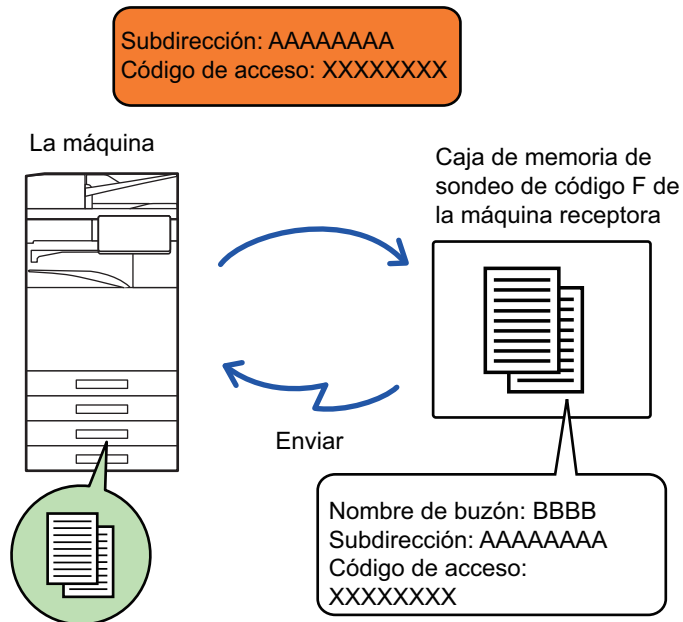 Subdirección: AAAAAAAA
Código de acceso: XXXXXXXX
La máquina
Caja de memoria de
sondeo de código F de
la máquina receptora
Enviar
Nombre de buzón: BBBB
Subdirección: AAAAAAAA
Código de acceso:
XXXXXXXX